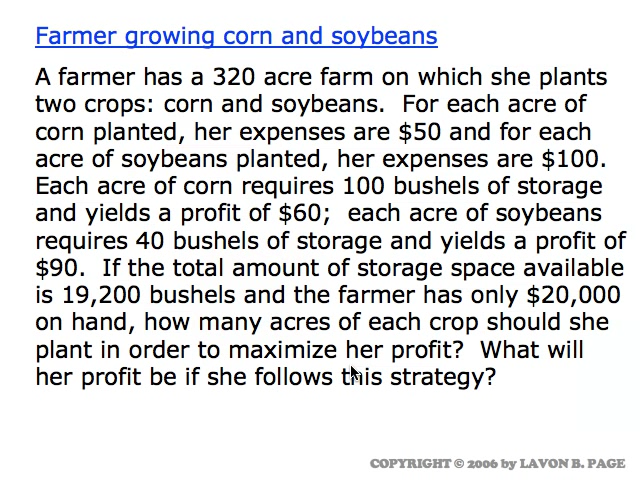 Farmer growing corn and soybeans
A farmer has a 320 acre farm on which she plants
two crops: corn and soybeans.  For each acre of
corn planted, her expenses are $50 and for each
acre of soybeans planted, her expenses are $100.
Each acre of corn requires 100 bushels of storage
and yields a profit of $60;  each acre of soybeans
requires 40 bushels of storage and yields a profit of
$90.  If the total amount of storage space available
is 19,200 bushels and the farmer has only $20,000
on hand, how many acres of each crop should she
plant in order to maximize her profit?  What will
her profit be if she follows this strategy?
COPYRIGHT © 2006 by LAVON B. PAGE